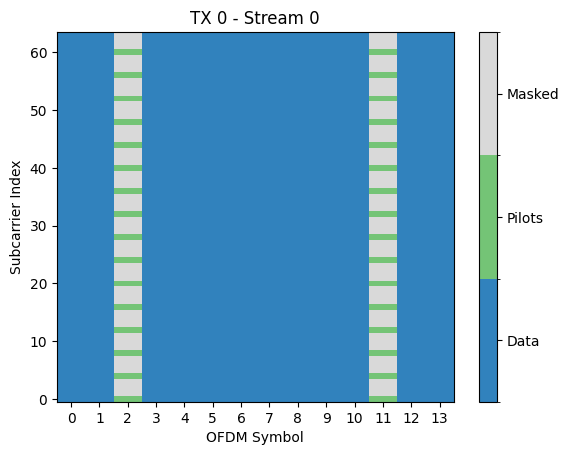 TX 0 - Stream 0
Subcarrier Index
60
50
40
30
20
10
0
0 1 2 3 4 5 6 7 8 9 10 11 12 13
OFDM Symbol
Masked
Pilots
Data